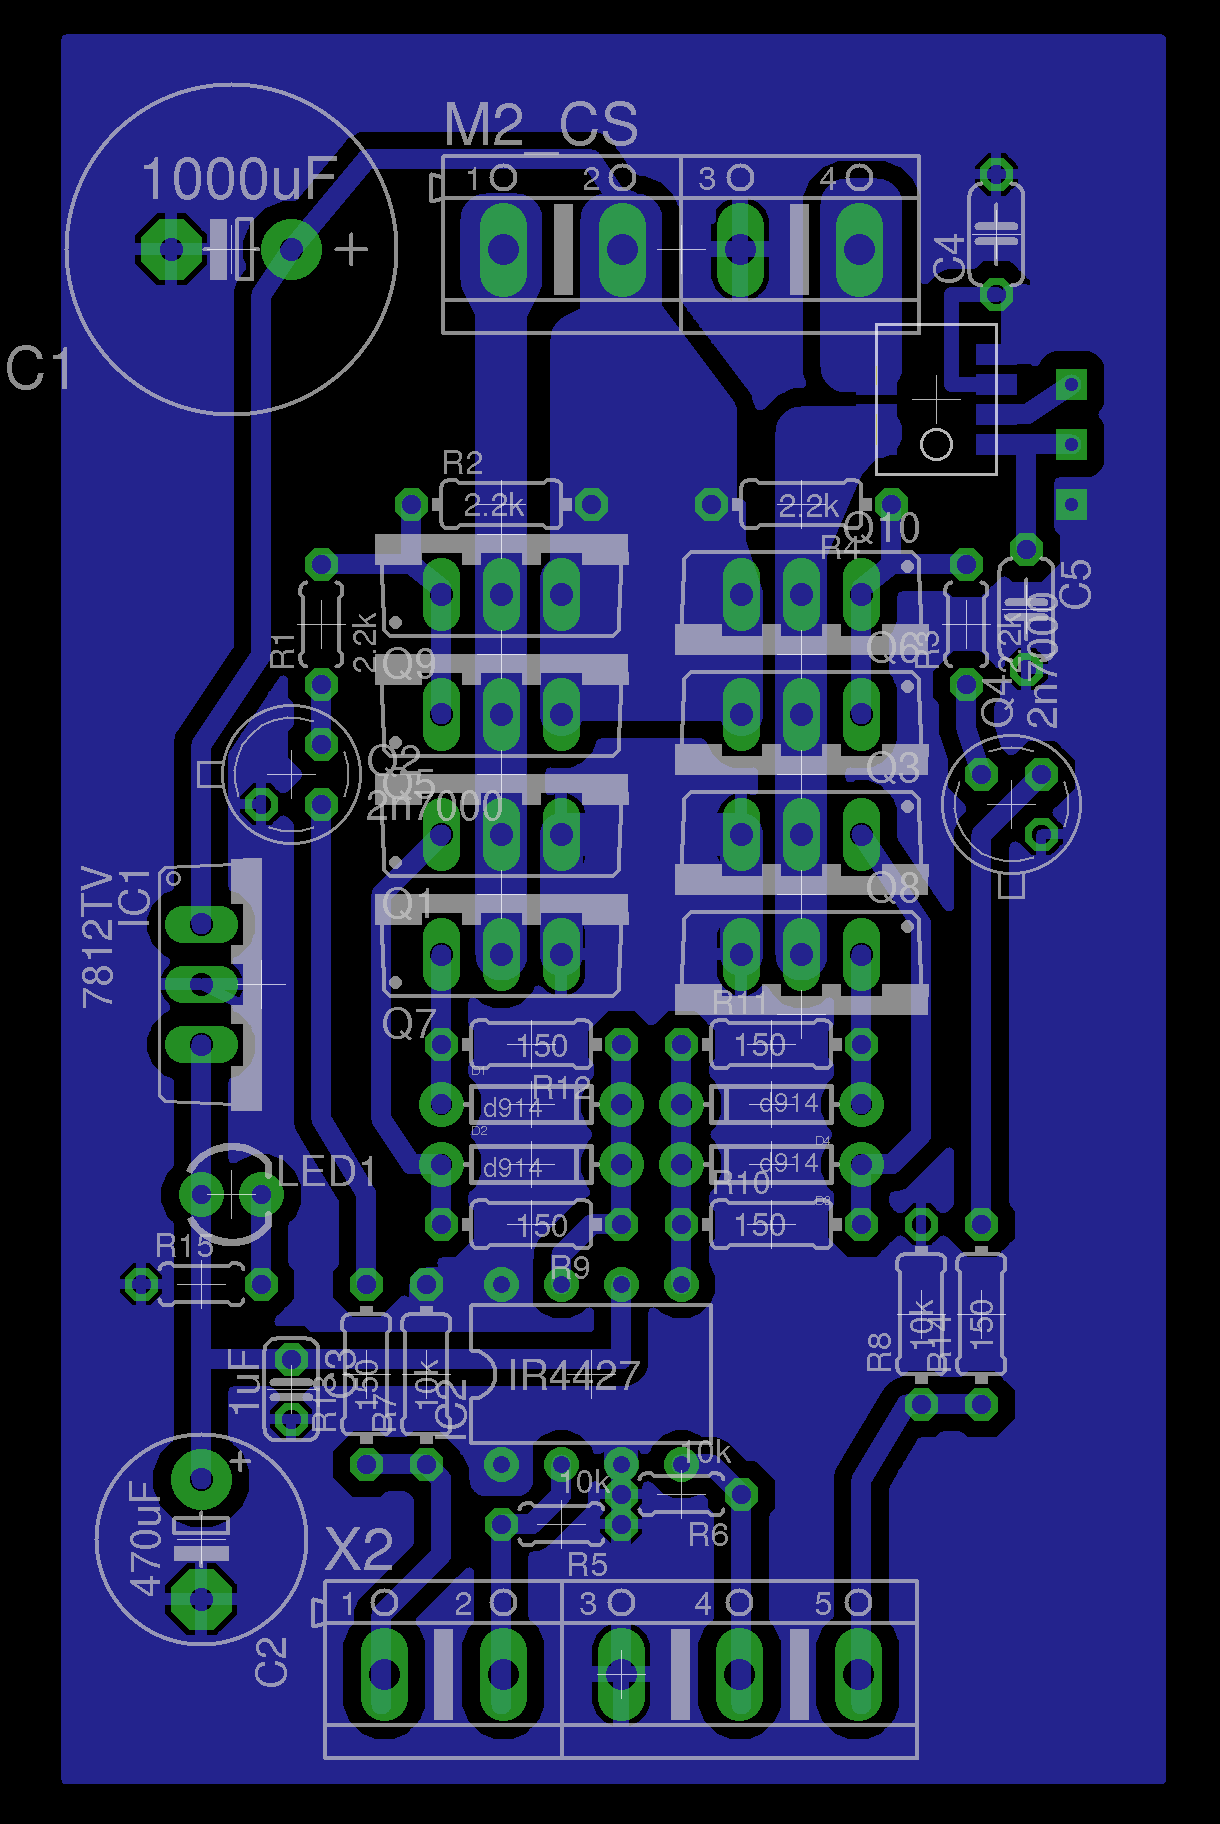 M2_CS
1000uF
1 2 3 4
C4
C1
R2
2.2k
2.2k
Q10
R4
C5
R1
2.2k
Q9
Q6
R3
2.2k
Q4
2n7000
Q2
Q5
2n7000
Q3
7812TV
IC1
Q1
Q8
Q7
R11
150
150
D1
R12
d914
d914
D2
D4
d914
d914
LED1
R10
D3
150
150
R15
R9
1uF
C3
R13
150
R7
10k
IC2
IR4427
R8
10k
R14
150
10k
10k
470uF
+
+
R6
R5
X2
1 2 3 4 5
C2